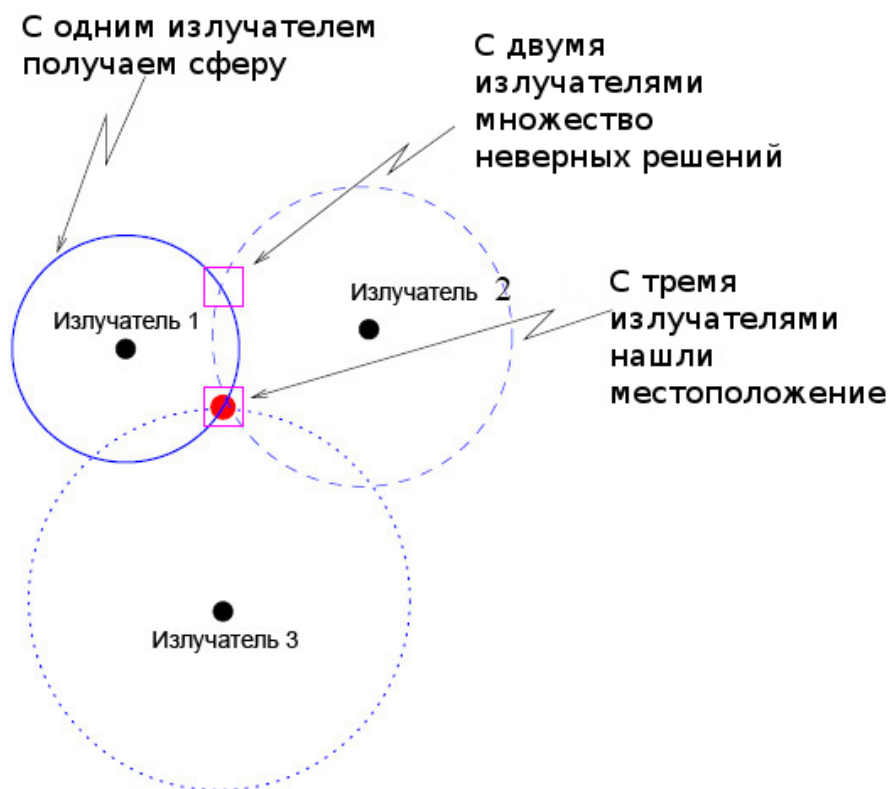 С одним излучателем
получаем сферу
С двумя
излучателями
множество
неверных решений
Излучатель 2
Излучатель 1
С тремя
излучателями
нашли
местоположение
Излучатель 3